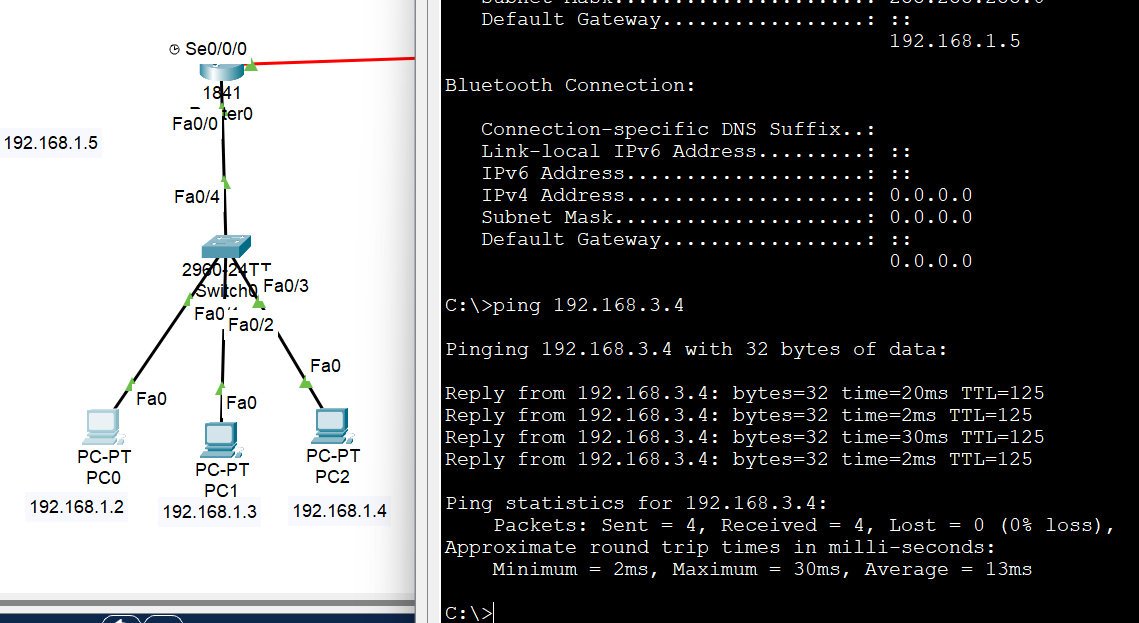 Se0/0/0
1841
ter0
Fa0/0
192.168.1.5
Fa0/4
2960-24TT
Switch0
Fa0/3
Fa0/1
Fa0/2
Fa0
Fa0
Fa0
PC-PT
PC0
192.168.1.2
PC-PT
PC1
192.168.1.3
PC-PT
PC2
192.168.1.4
Default Gateway.................: ::
192.168.1.5
Bluetooth Connection:
Connection-specific DNS Suffix..:
Link-local IPv6 Address.........: ::
IPv6 Address....................: ::
IPv4 Address....................: 0.0.0.0
Subnet Mask.....................: 0.0.0.0
Default Gateway.................: ::
0.0.0.0
C:\>ping 192.168.3.4
Pinging 192.168.3.4 with 32 bytes of data:
Reply from 192.168.3.4: bytes=32 time=20ms TTL=125
Reply from 192.168.3.4: bytes=32 time=2ms TTL=125
Reply from 192.168.3.4: bytes=32 time=30ms TTL=125
Reply from 192.168.3.4: bytes=32 time=2ms TTL=125
Ping statistics for 192.168.3.4:
Packets: Sent = 4, Received = 4, Lost = 0 (0% loss),
Approximate round trip times in milli-seconds:
Minimum = 2ms, Maximum = 30ms, Average = 13ms
C:\>